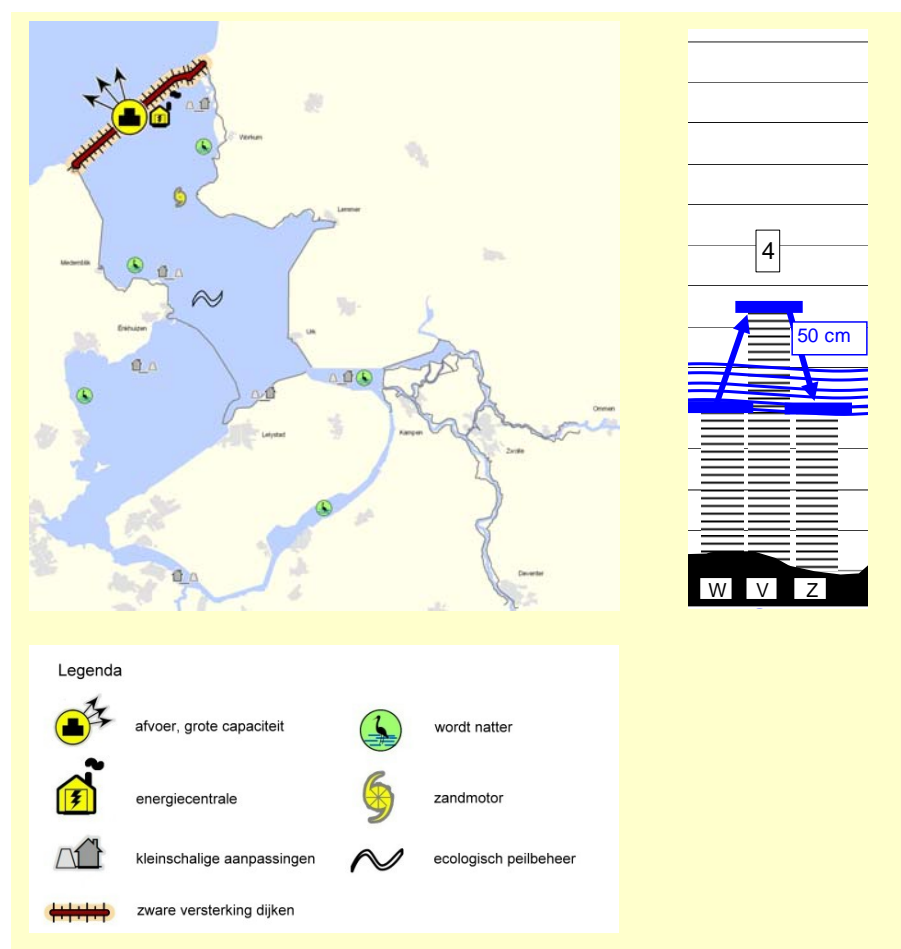 Workum
Lemmer
Medemblik
Enkhuizen
Urk
Lelystad
Kampen
Ommen
Zwolle
Deventer
4
50 cm
W V Z
Legenda
afvoer, grote capaciteit
wordt natter
energiecentrale
zandmotor
kleinschalige aanpassingen
ecologisch peilbeheer
zware versterking dijken